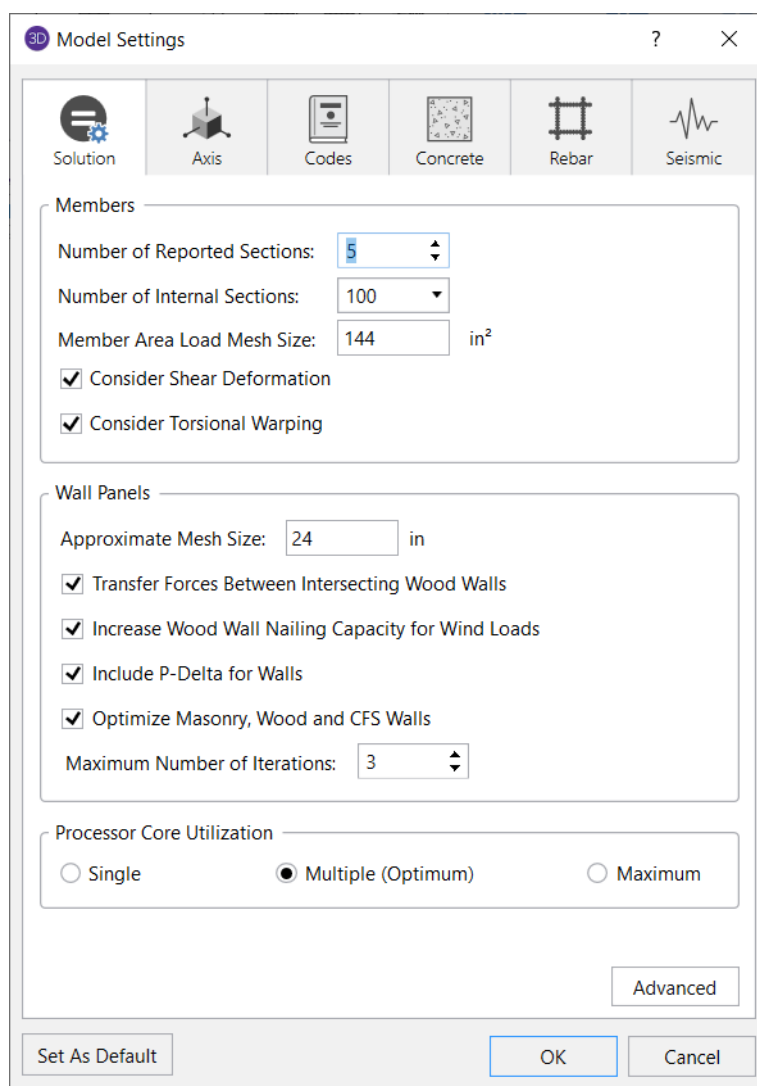 3D Model Settings ? X
Solution Axis Codes Concrete Rebar Seismic
Members
Number of Reported Sections: 5
Number of Internal Sections: 100
Member Area Load Mesh Size: 144 in²
Consider Shear Deformation
Consider Torsional Warping
Wall Panels
Approximate Mesh Size: 24 in
Transfer Forces Between Intersecting Wood Walls
Increase Wood Wall Nailing Capacity for Wind Loads
Include P-Delta for Walls
Optimize Masonry, Wood and CFS Walls
Maximum Number of Iterations: 3
Processor Core Utilization
Single Multiple (Optimum) Maximum
Advanced
Set As Default OK Cancel